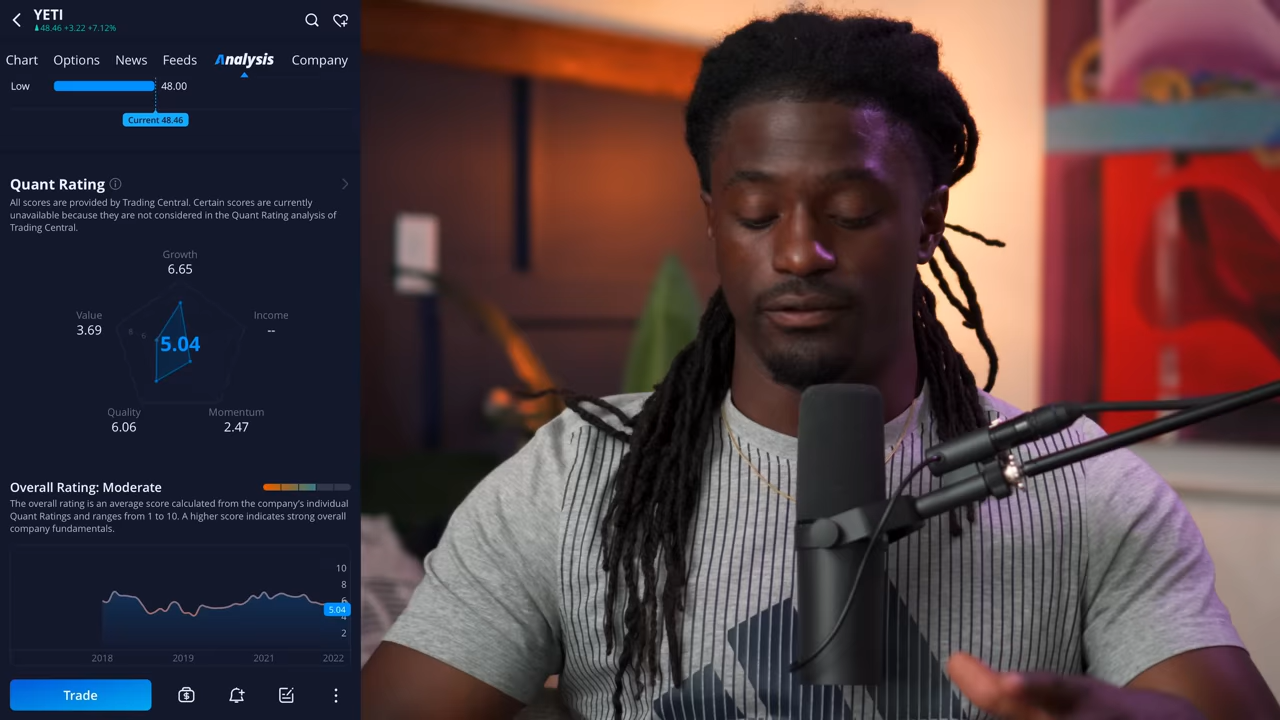 YETI
48.46 +3.22 +7.12%
Chart Options News Feeds Analysis Company
Low 48.00
Current 48.46
Quant Rating
All scores are provided by Trading Central. Certain scores are currently
unavailable because they are not considered in the Quant Rating analysis of
Trading Central.
Growth
6.65
Value
3.69
Income
--
5.04
Quality
6.06
Momentum
2.47
Overall Rating: Moderate
The overall rating is an average score calculated from the company's individual
Quant Ratings and ranges from 1 to 10. A higher score indicates strong overall
company fundamentals.
10
8
6
5.04
4
2
2018 2019 2021 2022
Trade